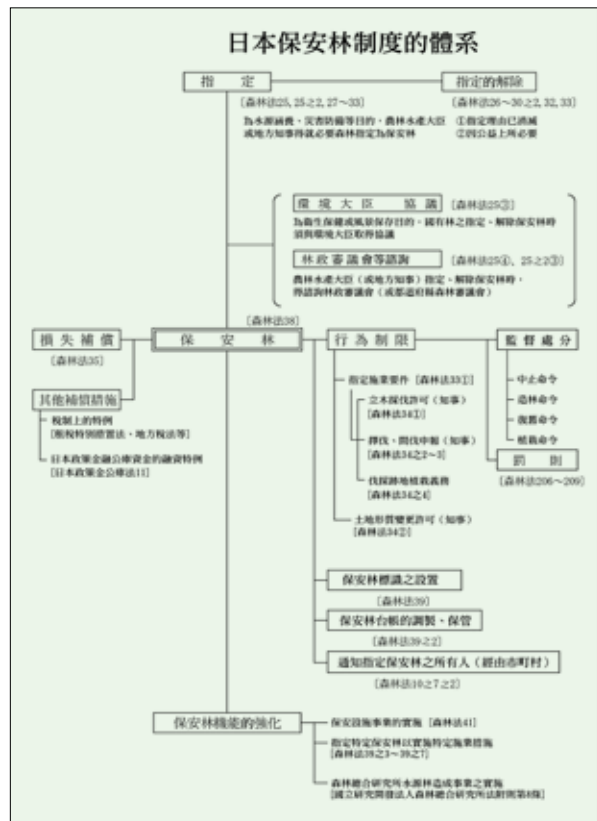 日本保安林制度的體系
指定
指定的解除
[森林法25, 25之2, 27～33]
[森林法26～30之2, 32, 33]
為水源涵養、災害防備等目的，農林水產大臣
或地方知事得就必要森林指定為保安林
①指定理由已消滅
②因公益上所必要
環境大臣 協議
[森林法25③]
為衛生保健或風景保存目的，國有林之指定、解除保安林時
須與環境大臣取得協議
林政審議會等諮詢
[森林法25④, 25之2③]
農林水產大臣（或地方知事）指定、解除保安林時，
得諮詢林政審議會（或都道府縣森林審議會）
[森林法38]
損失補償
保安林
行為制限
監督處分
[森林法35]
指定施業要件 [森林法33①]
中止命令
造林命令
復舊命令
植栽命令
其他補償措施
稅制上的特例
[租稅特別措置法、地方稅法等]
日本政策金融公庫資金的融資特例
[日本政策金公庫法11]
立木採伐許可（知事）
[森林法34①]
擇伐、間伐申報（知事）
[森林法34之2～3]
伐採跡地植栽義務
[森林法34之4]
罰則
[森林法206～209]
土地形質變更許可（知事）
[森林法34②]
保安林標識之設置
[森林法39]
保安林台帳的調製、保管
[森林法39之2]
通知指定保安林之所有人（經由市町村）
[森林法10之7之2]
保安林機能的強化
保安設施事業的實施 [森林法41]
指定特定保安林以實施特定施業措施
[森林法39之3～39之7]
森林總合研究所水源林造成事業之實施
[國立研究開發法人森林總合研究所法附則第8條]